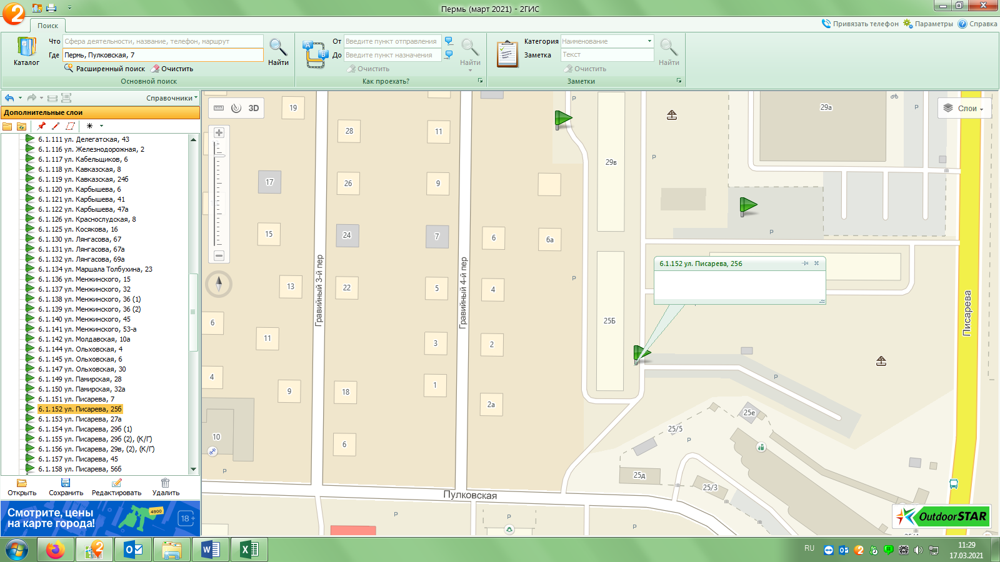 Пермь (март 2021) - 2ГИС
Поиск
Привязать телефон
Параметры
Справка
Каталог
Что
Сфера деятельности, название, телефон, маршрут
Где
Пермь, Пулковская, 7
Расширенный поиск
Очистить
Найти
Основной поиск
От
Введите пункт отправления
До
Введите пункт назначения
Очистить
Найти
Как проехать?
Категория
Наименование
Заметка
Текст
Очистить
Найти
Заметки
Справочники
Дополнительные слои
6.1.111 ул. Делегатская, 43
6.1.116 ул. Железнодорожная, 2
6.1.117 ул. Кабельщиков, 6
6.1.118 ул. Кавказская, 8
6.1.119 ул. Кавказская, 24б
6.1.120 ул. Карбышева, 6
6.1.121 ул. Карбышева, 41
6.1.122 ул. Карбышева, 47а
6.1.126 ул. Краснослудская, 8
6.1.125 ул. Косякова, 16
6.1.130 ул. Лянгасова, 67
6.1.131 ул. Лянгасова, 67а
6.1.132 ул. Лянгасова, 69а
6.1.134 ул. Маршала Толбухина, 23
6.1.136 ул. Менжинского, 15
6.1.137 ул. Менжинского, 32
6.1.138 ул. Менжинского, 36 (1)
6.1.139 ул. Менжинского, 36 (2)
6.1.140 ул. Менжинского, 45
6.1.141 ул. Менжинского, 53-а
6.1.142 ул. Молдавская, 10а
6.1.144 ул. Ольховская, 4
6.1.145 ул. Ольховская, 6
6.1.147 ул. Ольховская, 30
6.1.149 ул. Памирская, 28
6.1.150 ул. Памирская, 32а
6.1.151 ул. Писарева, 7
6.1.152 ул. Писарева, 25б
6.1.153 ул. Писарева, 27а
6.1.154 ул. Писарева, 29б (1)
6.1.155 ул. Писарева, 29б (2), (К/Г)
6.1.156 ул. Писарева, 29в, (2), (К/Г)
6.1.157 ул. Писарева, 45
6.1.158 ул. Писарева, 56б
Открыть
Сохранить
Редактировать
Удалить
Смотрите, цены
на карте города!
4900
18+
3D
Слои
19
28
11
29в
29а
17
26
9
15
24
7
6
6а
13
22
5
4
6
11
3
2
25Б
4
9
18
1
2а
10
6
25е
25/5
25д
25/3
25/4
P
P
P
P
P
P
P
P
P
P
P
P
Гравийный 3-й пер
Гравийный 4-й пер
Писарева
Пулковская
6.1.152 ул. Писарева, 25б
OutdoorSTAR
RU
11:29
17.03.2021